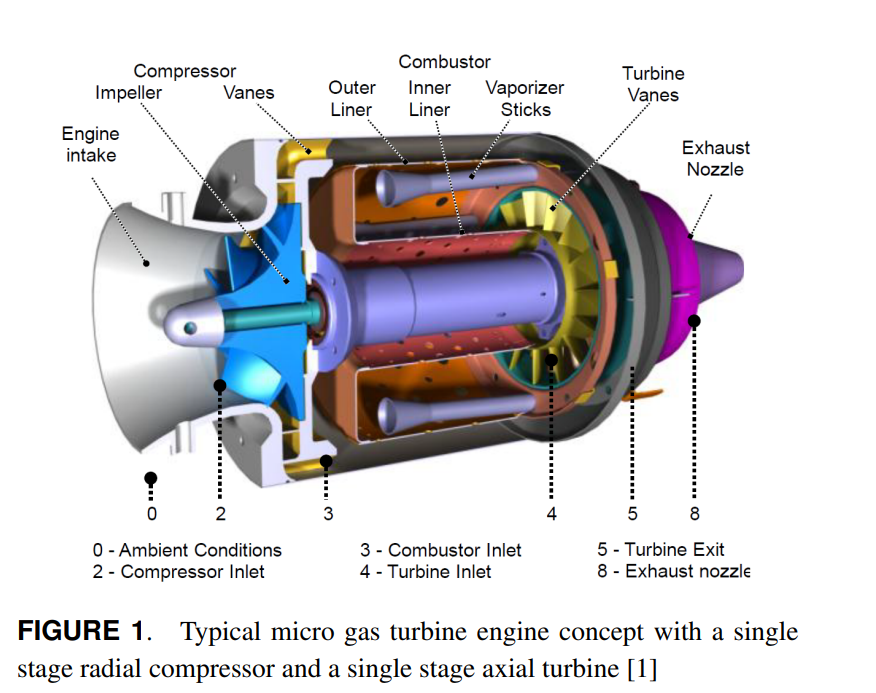 Compressor
Impeller
Vanes
Combustor
Outer
Liner
Inner
Liner
Vaporizer
Sticks
Turbine
Vanes
Engine
intake
Exhaust
Nozzle
0 2 3 4 5 8
0 - Ambient Conditions
2 - Compressor Inlet
3 - Combustor Inlet
4 - Turbine Inlet
5 - Turbine Exit
8 - Exhaust nozzle
FIGURE 1. Typical micro gas turbine engine concept with a single
stage radial compressor and a single stage axial turbine [1]